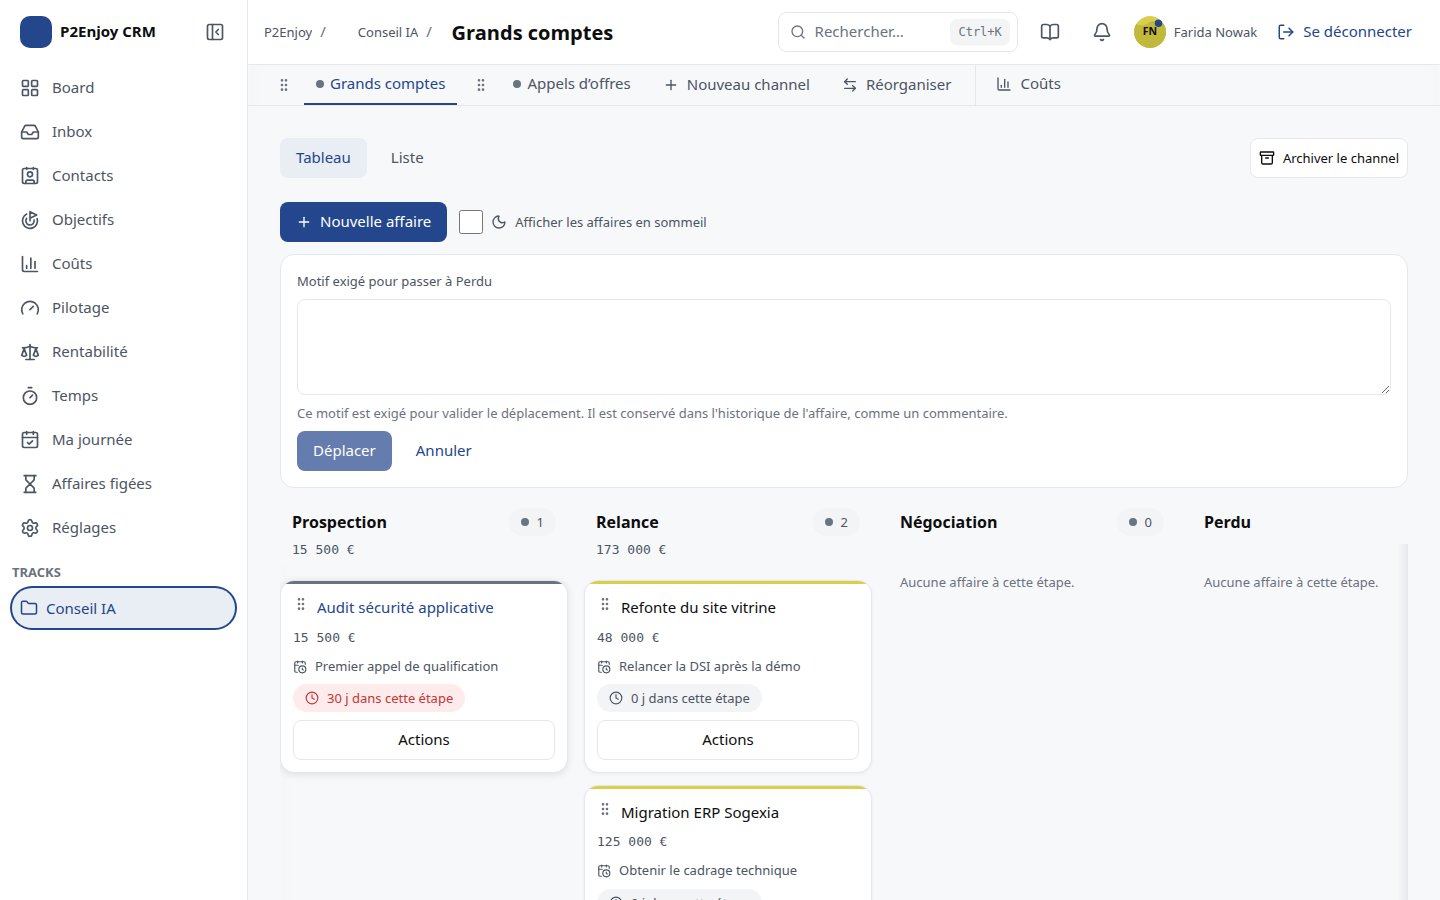 P2Enjoy CRM
Board
Inbox
Contacts
Objectifs
Coûts
Pilotage
Rentabilité
Temps
Ma journée
Affaires figées
Réglages
TRACKS
Conseil IA
P2Enjoy / Conseil IA / Grands comptes
Rechercher... Ctrl+K
FN Farida Nowak
Se déconnecter
Grands comptes
Appels d’offres
Nouveau channel
Réorganiser
Coûts
Tableau
Liste
Archiver le channel
Nouvelle affaire
Afficher les affaires en sommeil
Motif exigé pour passer à Perdu
Ce motif est exigé pour valider le déplacement. Il est conservé dans l'historique de l'affaire, comme un commentaire.
Déplacer
Annuler
Prospection 1
15 500 €
Audit sécurité applicative
15 500 €
Premier appel de qualification
30 j dans cette étape
Actions
Relance 2
173 000 €
Refonte du site vitrine
48 000 €
Relancer la DSI après la démo
0 j dans cette étape
Actions
Migration ERP Sogexia
125 000 €
Obtenir le cadrage technique
Négociation 0
Aucune affaire à cette étape.
Perdu
Aucune affaire à cette étape.